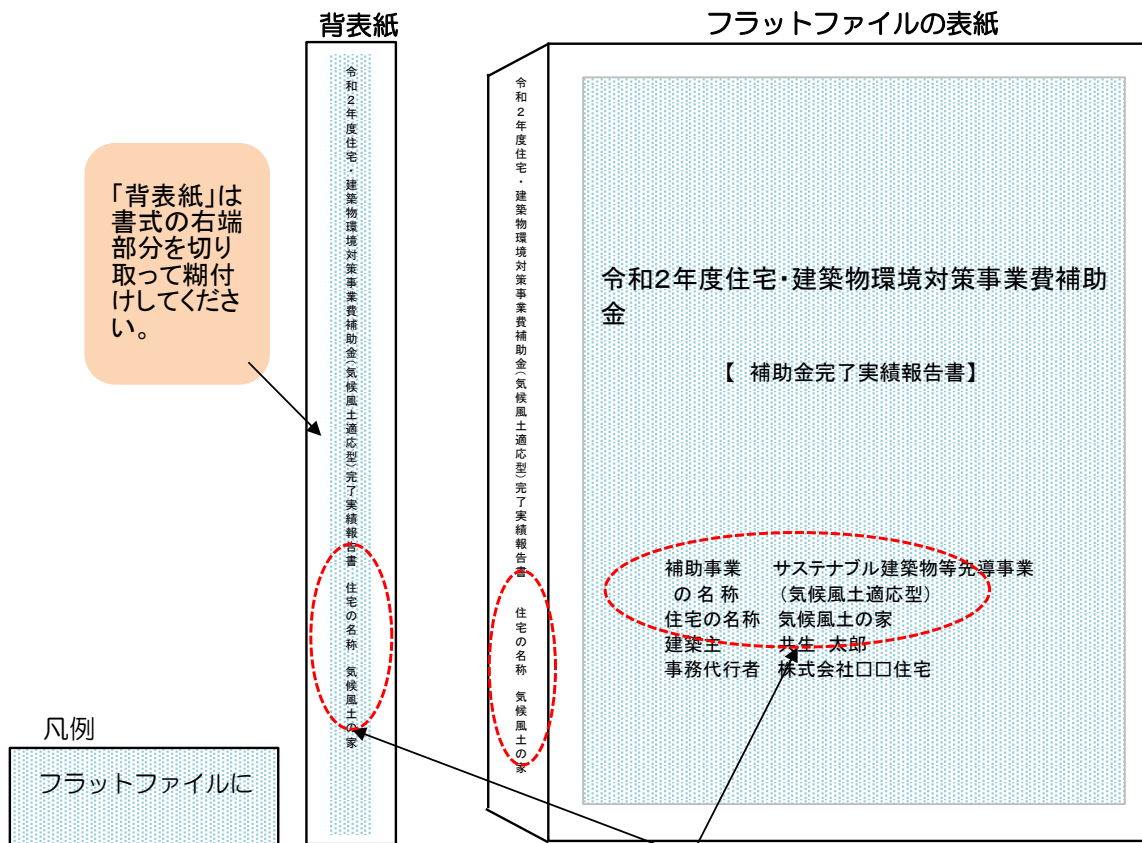 背表紙
フラットファイルの表紙
「背表紙」は
書式の右端
部分を切り
取って糊付
けしてくださ
い。
令和2年度住宅・建築物環境対策事業費補助金(気候風土適応型)完了実績報告書 住宅の名称 気候風土の家
令和2年度住宅・建築物環境対策事業費補助金(気候風土適応型)完了実績報告書 住宅の名称 気候風土の家
令和2年度住宅・建築物環境対策事業費補助
金
【 補助金完了実績報告書】
補助事業 サステナブル建築物等先導事業
の名称 (気候風土適応型)
住宅の名称 気候風土の家
建築主 共生 太郎
事務代行者 株式会社□□住宅
凡例
フラットファイルに